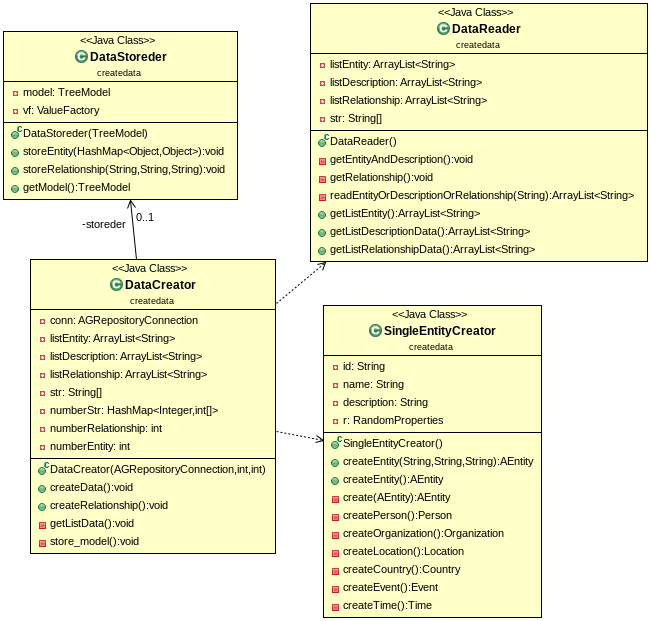 <<Java Class>>
DataStoreder
createdata
model: TreeModel
vf: ValueFactory
DataStoreder(TreeModel)
storeEntity(HashMap<Object,Object>):void
storeRelationship(String,String,String):void
getModel():TreeModel
<<Java Class>>
DataReader
createdata
listEntity: ArrayList<String>
listDescription: ArrayList<String>
listRelationship: ArrayList<String>
str: String[]
DataReader()
getEntityAndDescription():void
getRelationship():void
readEntityOrDescriptionOrRelationship(String):ArrayList<String>
getListEntity():ArrayList<String>
getListDescriptionData():ArrayList<String>
getListRelationshipData():ArrayList<String>
-storeder 0..1
<<Java Class>>
DataCreator
createdata
conn: AGRepositoryConnection
listEntity: ArrayList<String>
listDescription: ArrayList<String>
listRelationship: ArrayList<String>
str: String[]
numberStr: HashMap<Integer,int[]>
numberRelationship: int
numberEntity: int
DataCreator(AGRepositoryConnection,int,int)
createData():void
createRelationship():void
getListData():void
store_model():void
<<Java Class>>
SingleEntityCreator
createdata
id: String
name: String
description: String
r: RandomProperties
SingleEntityCreator()
createEntity(String,String,String):AEntity
createEntity():AEntity
create(AEntity):AEntity
createPerson():Person
createOrganization():Organization
createLocation():Location
createCountry():Country
createEvent():Event
createTime():Time